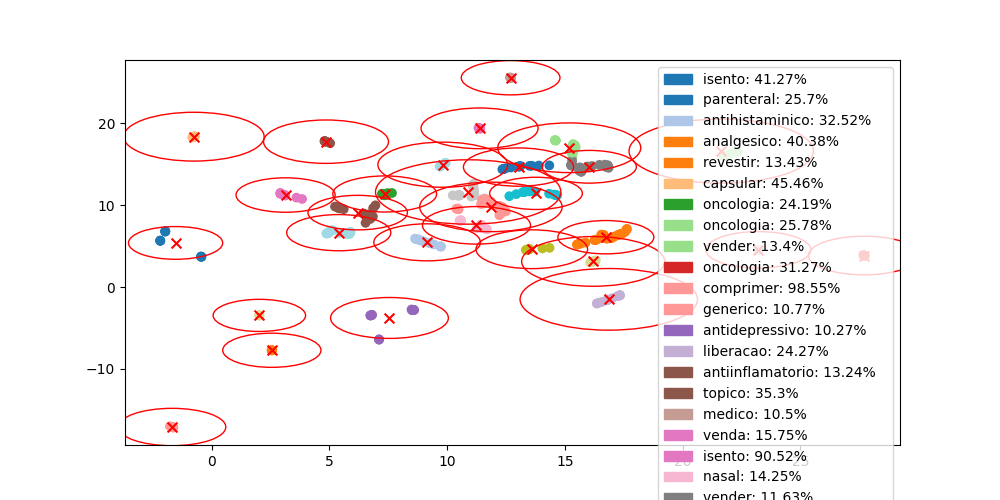 20
10
0
−10
0
5
10
15
20
25
isento: 41.27%
parenteral: 25.7%
antihistaminico: 32.52%
analgesico: 40.38%
revestir: 13.43%
capsular: 45.46%
oncologia: 24.19%
oncologia: 25.78%
vender: 13.4%
oncologia: 31.27%
comprimer: 98.55%
generico: 10.77%
antidepressivo: 10.27%
liberacao: 24.27%
antiinflamatorio: 13.24%
topico: 35.3%
medico: 10.5%
venda: 15.75%
isento: 90.52%
nasal: 14.25%
vender: 11.63%